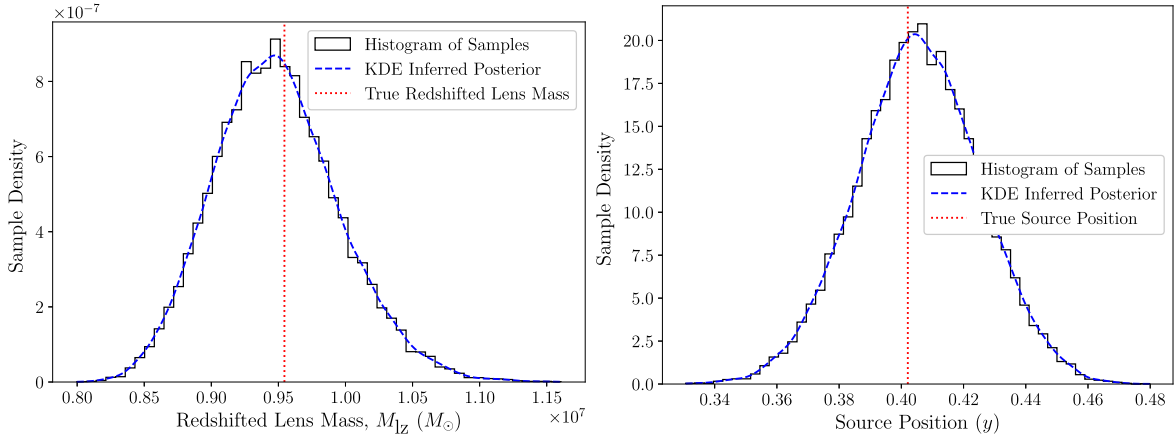 ×10⁻⁷
8
6
4
2
0
Sample Density
Histogram of Samples
KDE Inferred Posterior
True Redshifted Lens Mass
0.80 0.85 0.90 0.95 1.00 1.05 1.10 1.15
×10⁷
Redshifted Lens Mass, M_lz (M_⊙)
20.0
17.5
15.0
12.5
10.0
7.5
5.0
2.5
0.0
Sample Density
Histogram of Samples
KDE Inferred Posterior
True Source Position
0.34 0.36 0.38 0.40 0.42 0.44 0.46 0.48
Source Position (y)